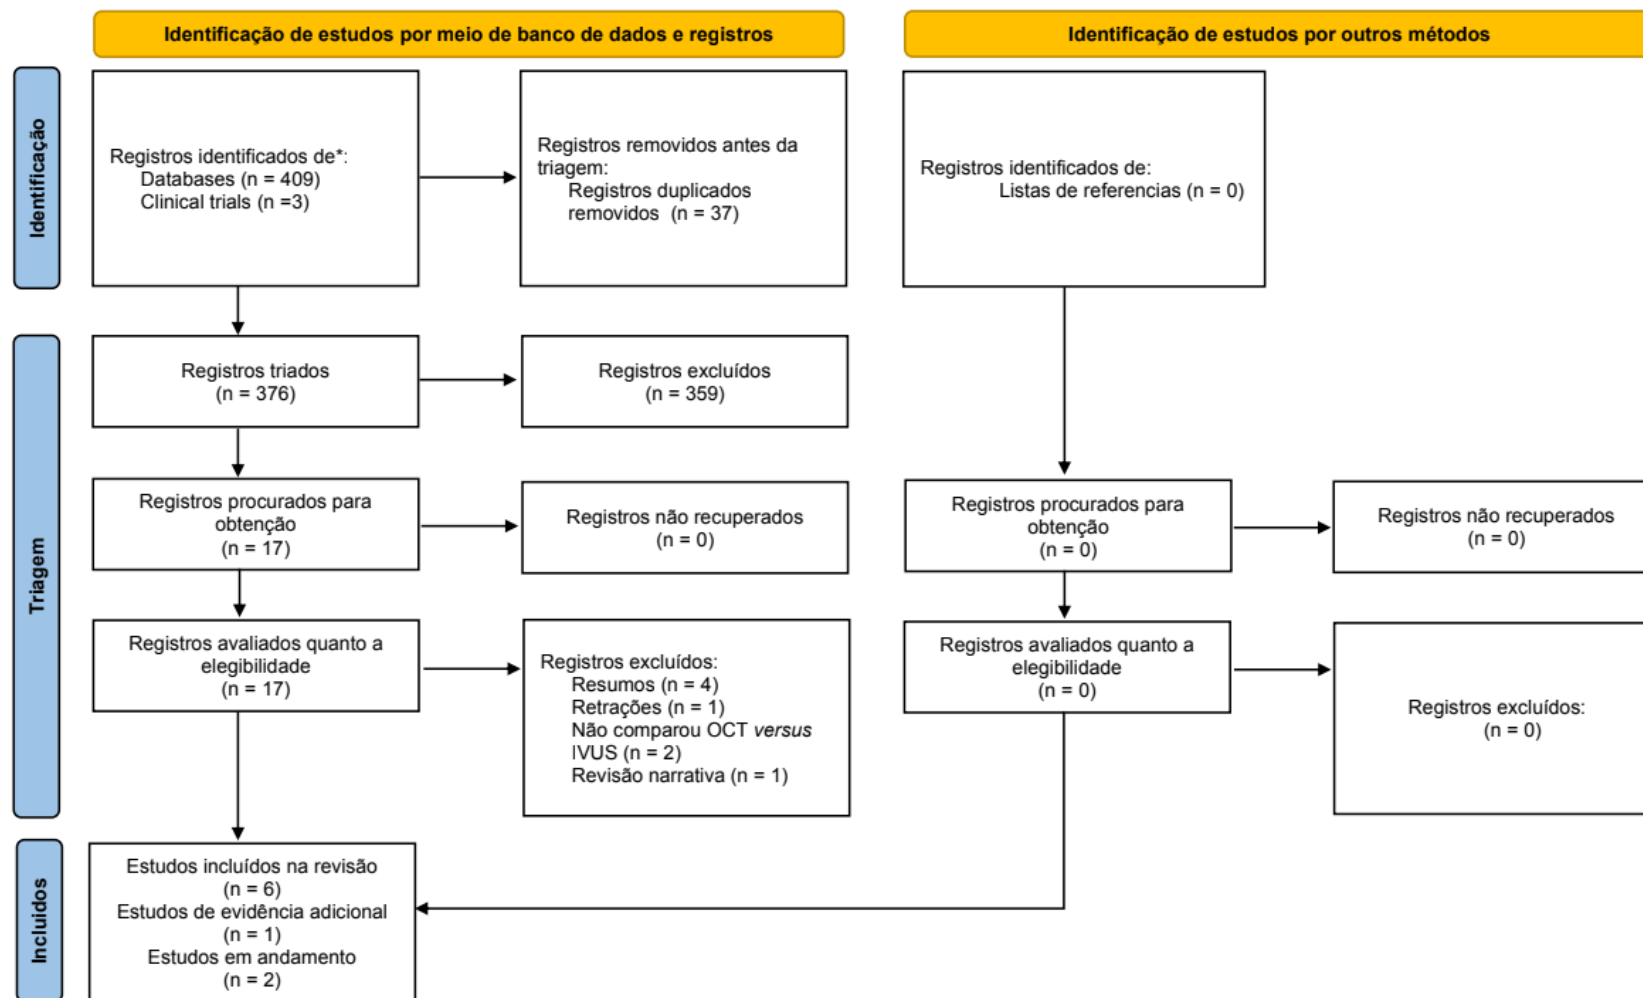 Identificação de estudos por meio de banco de dados e registros
Identificação de estudos por outros métodos
Identificação
Registros identificados de*:
Databases (n = 409)
Clinical trials (n =3)
Registros removidos antes da
triagem:
Registros duplicados
removidos (n = 37)
Registros identificados de:
Listas de referencias (n = 0)
Triagem
Registros triados
(n = 376)
Registros excluídos
(n = 359)
Registros procurados para
obtenção
(n = 17)
Registros não recuperados
(n = 0)
Registros procurados para
obtenção
(n = 0)
Registros não recuperados
(n = 0)
Registros avaliados quanto a
elegibilidade
(n = 17)
Registros excluídos:
Resumos (n = 4)
Retrações (n = 1)
Não comparou OCT versus
IVUS (n = 2)
Revisão narrativa (n = 1)
Registros avaliados quanto a
elegibilidade
(n = 0)
Registros excluídos:
(n = 0)
Incluidos
Estudos incluídos na revisão
(n = 6)
Estudos de evidência adicional
(n = 1)
Estudos em andamento
(n = 2)